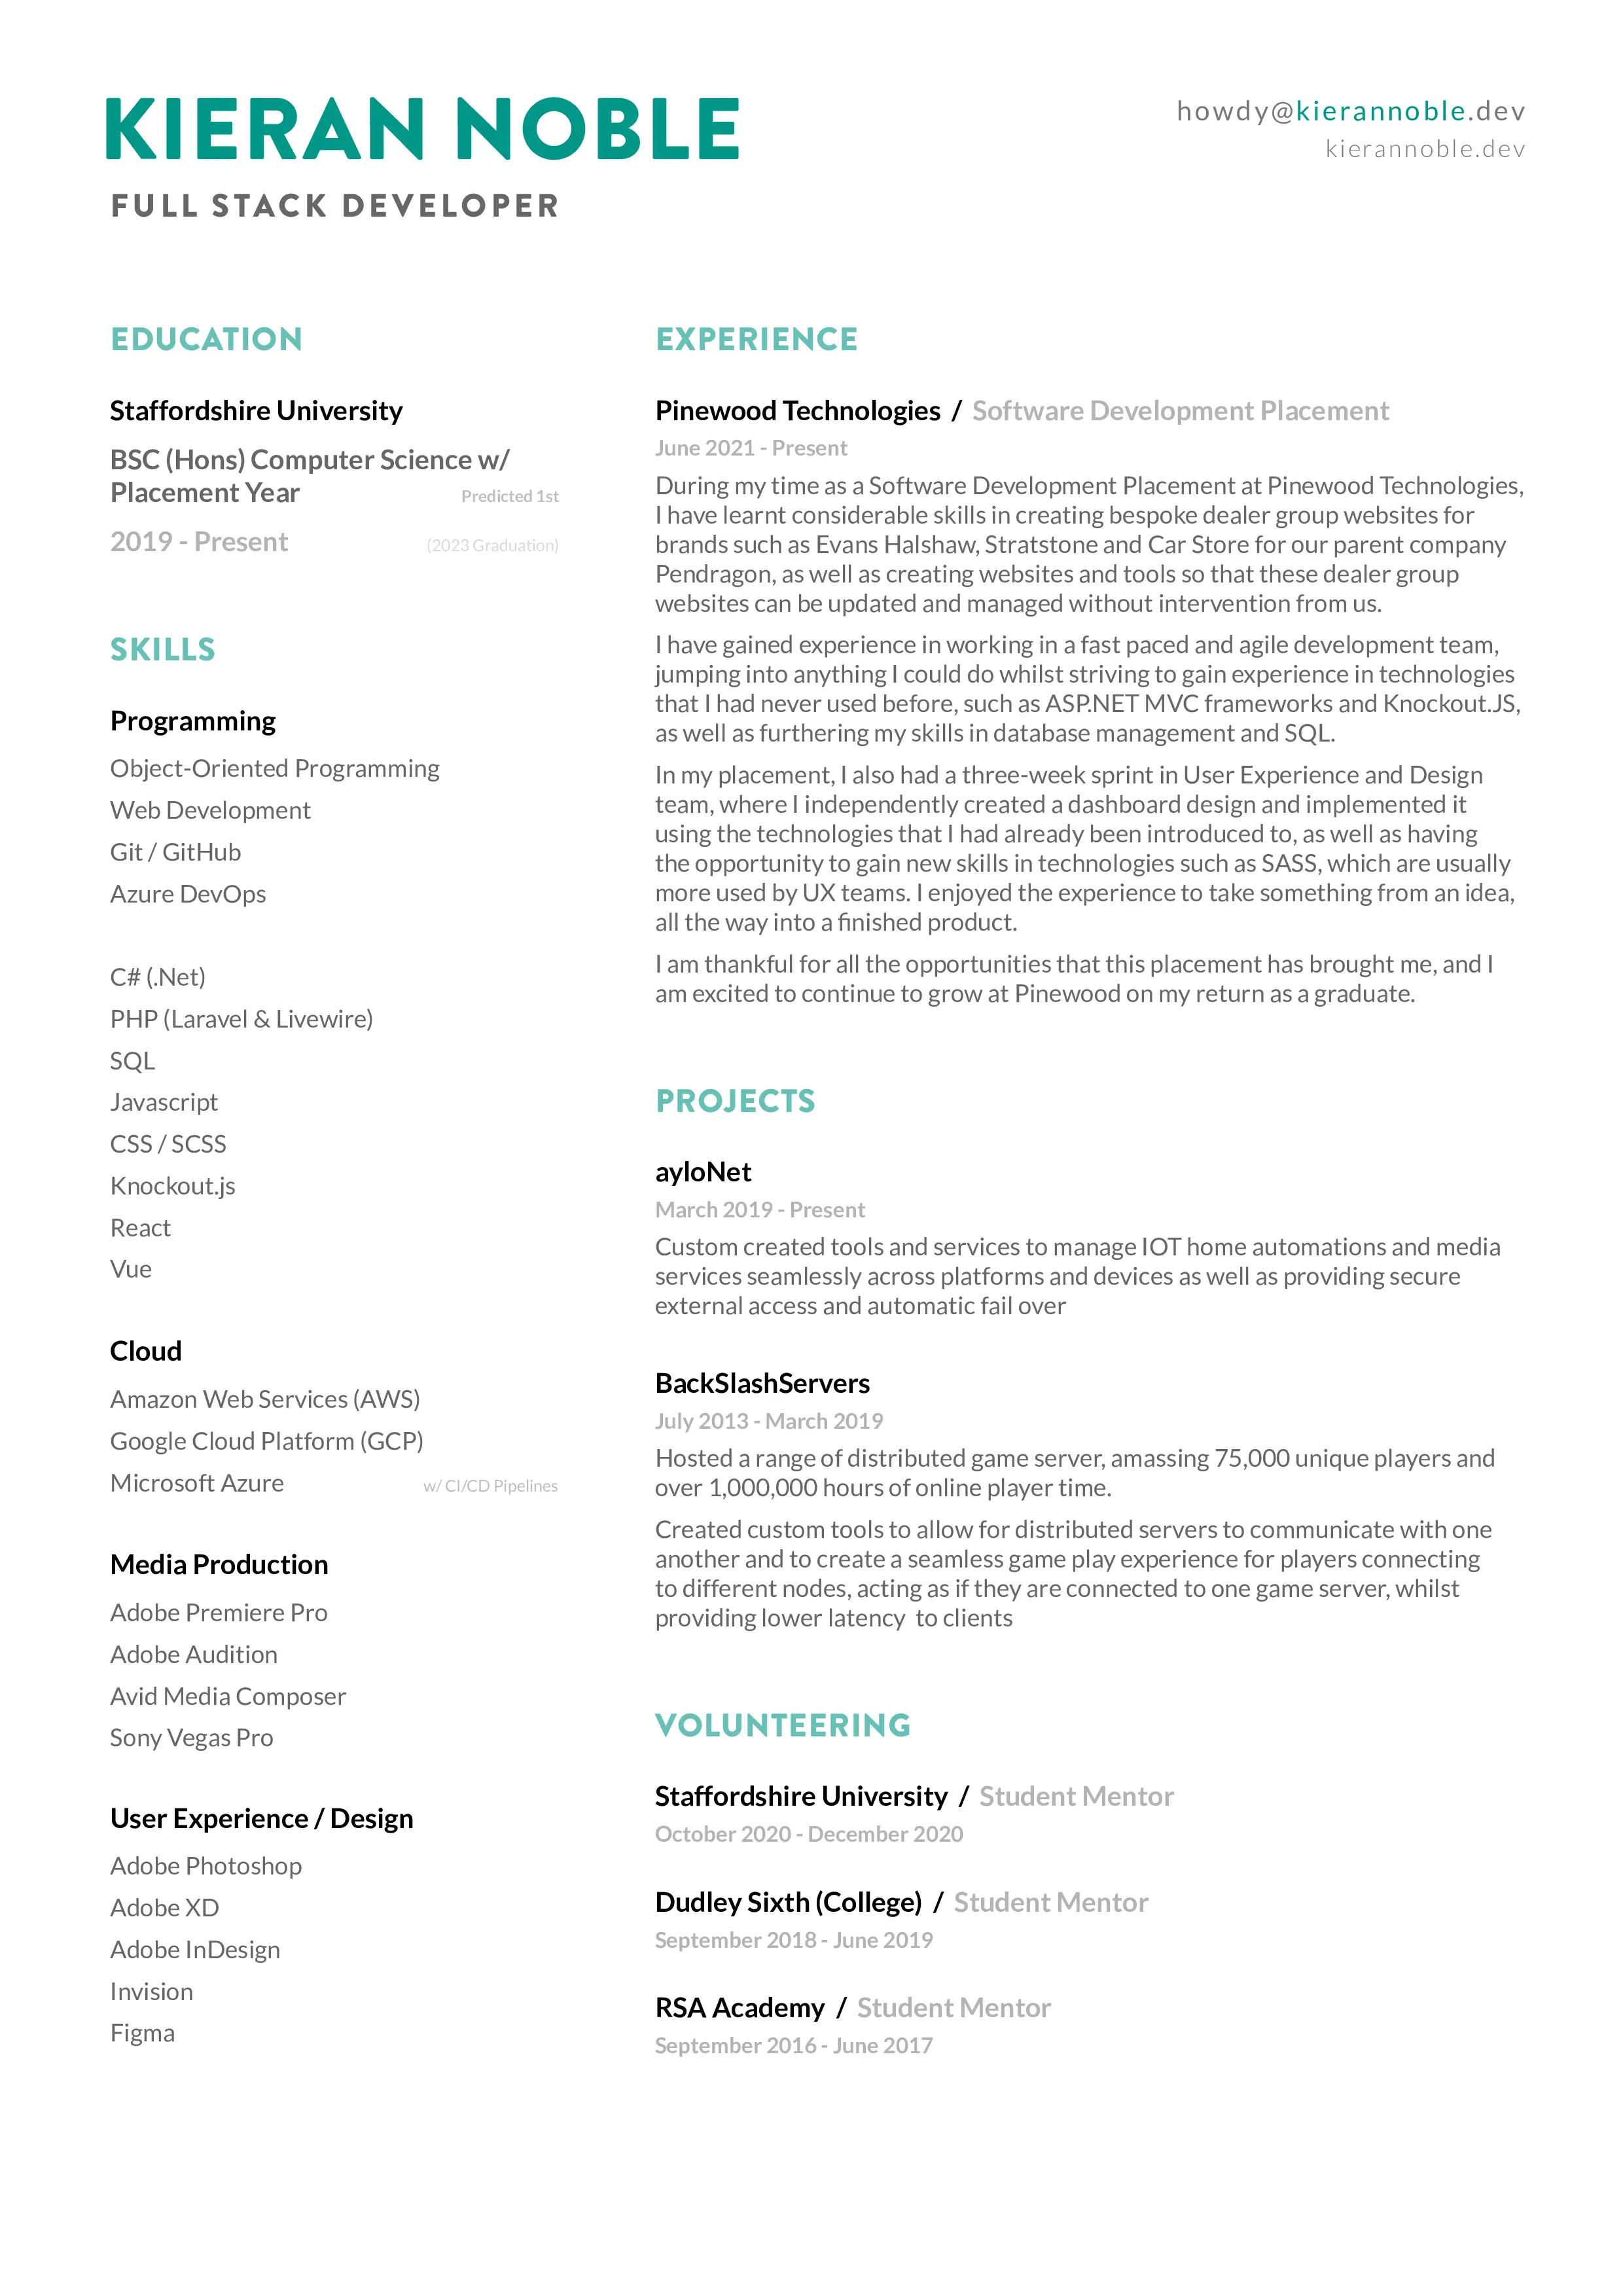 KIERAN NOBLE
FULL STACK DEVELOPER
howdy@kierannoble.dev
kierannoble.dev
EDUCATION
Staffordshire University
BSC (Hons) Computer Science w/
Placement Year Predicted 1st
2019 - Present (2023 Graduation)
SKILLS
Programming
Object-Oriented Programming
Web Development
Git / GitHub
Azure DevOps
C# (.Net)
PHP (Laravel & Livewire)
SQL
Javascript
CSS / SCSS
Knockout.js
React
Vue
Cloud
Amazon Web Services (AWS)
Google Cloud Platform (GCP)
Microsoft Azure w/ CI/CD Pipelines
Media Production
Adobe Premiere Pro
Adobe Audition
Avid Media Composer
Sony Vegas Pro
User Experience / Design
Adobe Photoshop
Adobe XD
Adobe InDesign
Invision
Figma
EXPERIENCE
Pinewood Technologies / Software Development Placement
June 2021 - Present
During my time as a Software Development Placement at Pinewood Technologies,
I have learnt considerable skills in creating bespoke dealer group websites for
brands such as Evans Halshaw, Stratstone and Car Store for our parent company
Pendragon, as well as creating websites and tools so that these dealer group
websites can be updated and managed without intervention from us.
I have gained experience in working in a fast paced and agile development team,
jumping into anything I could do whilst striving to gain experience in technologies
that I had never used before, such as ASP.NET MVC frameworks and Knockout.JS,
as well as furthering my skills in database management and SQL.
In my placement, I also had a three-week sprint in User Experience and Design
team, where I independently created a dashboard design and implemented it
using the technologies that I had already been introduced to, as well as having
the opportunity to gain new skills in technologies such as SASS, which are usually
more used by UX teams. I enjoyed the experience to take something from an idea,
all the way into a finished product.
I am thankful for all the opportunities that this placement has brought me, and I
am excited to continue to grow at Pinewood on my return as a graduate.
PROJECTS
ayloNet
March 2019 - Present
Custom created tools and services to manage IOT home automations and media
services seamlessly across platforms and devices as well as providing secure
external access and automatic fail over
BackSlashServers
July 2013 - March 2019
Hosted a range of distributed game server, amassing 75,000 unique players and
over 1,000,000 hours of online player time.
Created custom tools to allow for distributed servers to communicate with one
another and to create a seamless game play experience for players connecting
to different nodes, acting as if they are connected to one game server, whilst
providing lower latency  to clients
VOLUNTEERING
Staffordshire University / Student Mentor
October 2020 - December 2020
Dudley Sixth (College) / Student Mentor
September 2018 - June 2019
RSA Academy / Student Mentor
September 2016 - June 2017